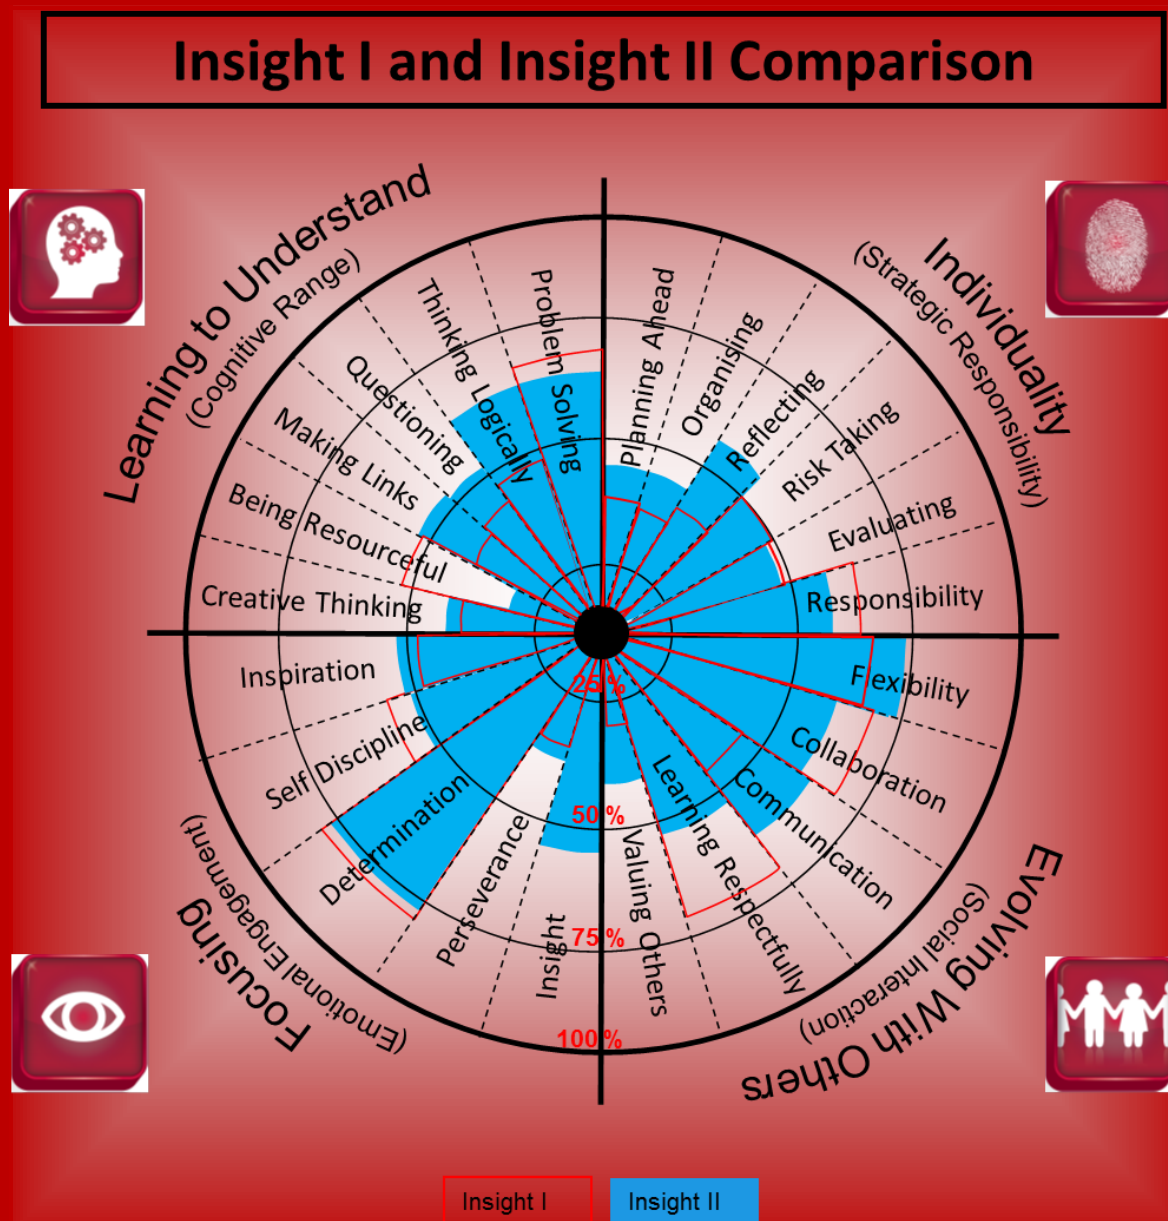 Insight I and Insight II Comparison
Learning to Understand
(Cognitive Range)
Individuality
(Strategic Responsibility)
Problem Solving
Thinking Logically
Questioning
Making Links
Being Resourceful
Creative Thinking
Planning Ahead
Organising
Reflecting
Risk Taking
Evaluating
Responsibility
Inspiration
Self Discipline
Determination
Perseverance
Insight
Flexibility
Collaboration
Communication
Learning Respectfully
Valuing Others
25 %
50 %
75 %
100 %
Focusing
(Emotional Engagement)
Evolving With Others
(Social Interaction)
Insight I
Insight II